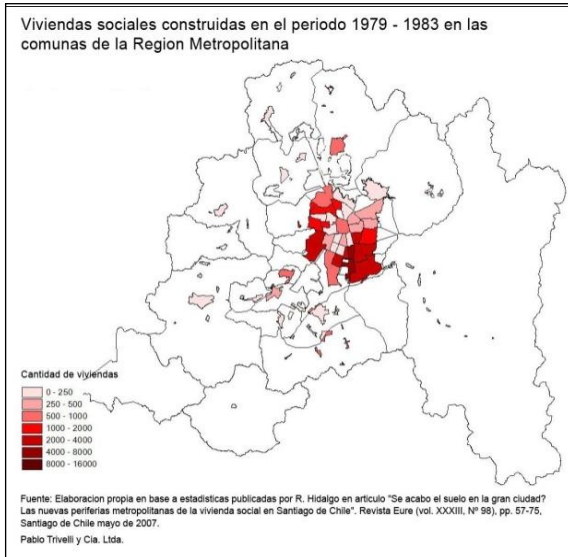 Viviendas sociales construidas en el periodo 1979 - 1983 en las
comunas de la Region Metropolitana
Cantidad de viviendas
0 - 250
250 - 500
500 - 1000
1000 - 2000
2000 - 4000
4000 - 8000
8000 - 16000
Fuente: Elaboracion propia en base a estadisticas publicadas por R. Hidalgo en articulo "Se acabo el suelo en la gran ciudad?
Las nuevas periferias metropolitanas de la vivienda social en Santiago de Chile". Revista Eure (vol. XXXIII, Nº 98), pp. 57-75,
Santiago de Chile mayo de 2007.
Pablo Trivelli y Cia. Ltda.